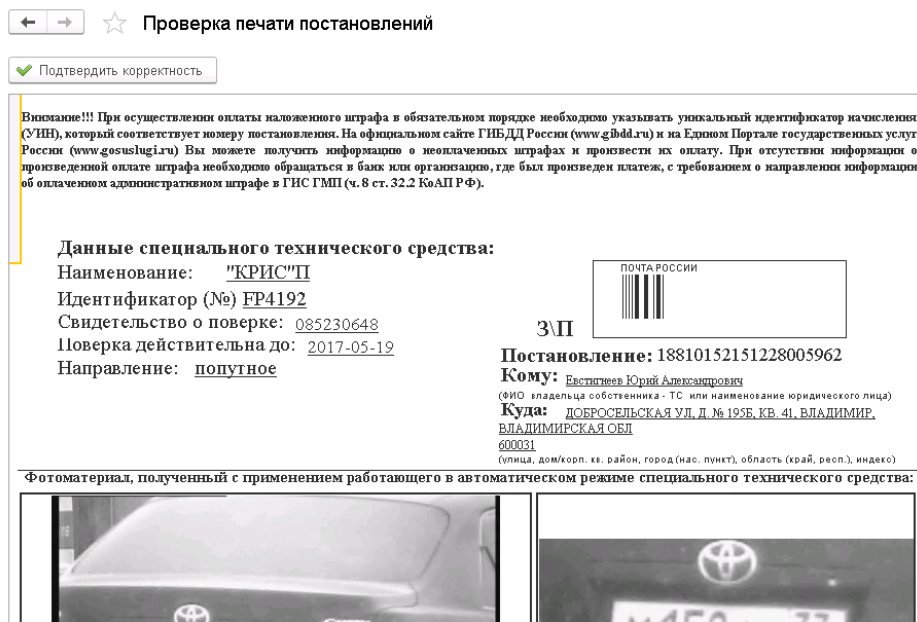 Проверка печати постановлений
Подтвердить корректность
Внимание!!! При осуществлении оплаты наложенного штрафа в обязательном порядке необходимо указывать уникальный идентификатор начисления
(УИН), который соответствует номеру постановления. На официальном сайте ГИБДД России (www.gibdd.ru) и на Едином Портале государственных услуг
России (www.gosuslugi.ru) Вы можете получить информацию о неоплаченных штрафах и произвести их оплату. При отсутствии информации о
произведенной оплате штрафа необходимо обращаться в банк или организацию, где был произведен платеж, с требованием о направлении информации
об оплаченном административном штрафе в ГИС ГМП (ч. 8 ст. 32.2 КоАП РФ).
Данные специального технического средства:
Наименование: "КРИС"П
Идентификатор (№) FP4192
Свидетельство о поверке: 085230648
Поверка действительна до: 2017-05-19
Направление: попутное
ПОЧТА РОССИИ
З\П
Постановление: 18810152151228005962
Кому: Евстигнеев Юрий Александрович
(ФИО владельца собственника - ТС или наименование юридического лица)
Куда: ДОБРОСЕЛЬСКАЯ УЛ, Д. № 195Б, КВ. 41, ВЛАДИМИР,
ВЛАДИМИРСКАЯ ОБЛ
600031
(улица, дом/корп. кв. район, город (нас. пункт), область (край, респ.), индекс)
Фотоматериал, полученный с применением работающего в автоматическом режиме специального технического средства: